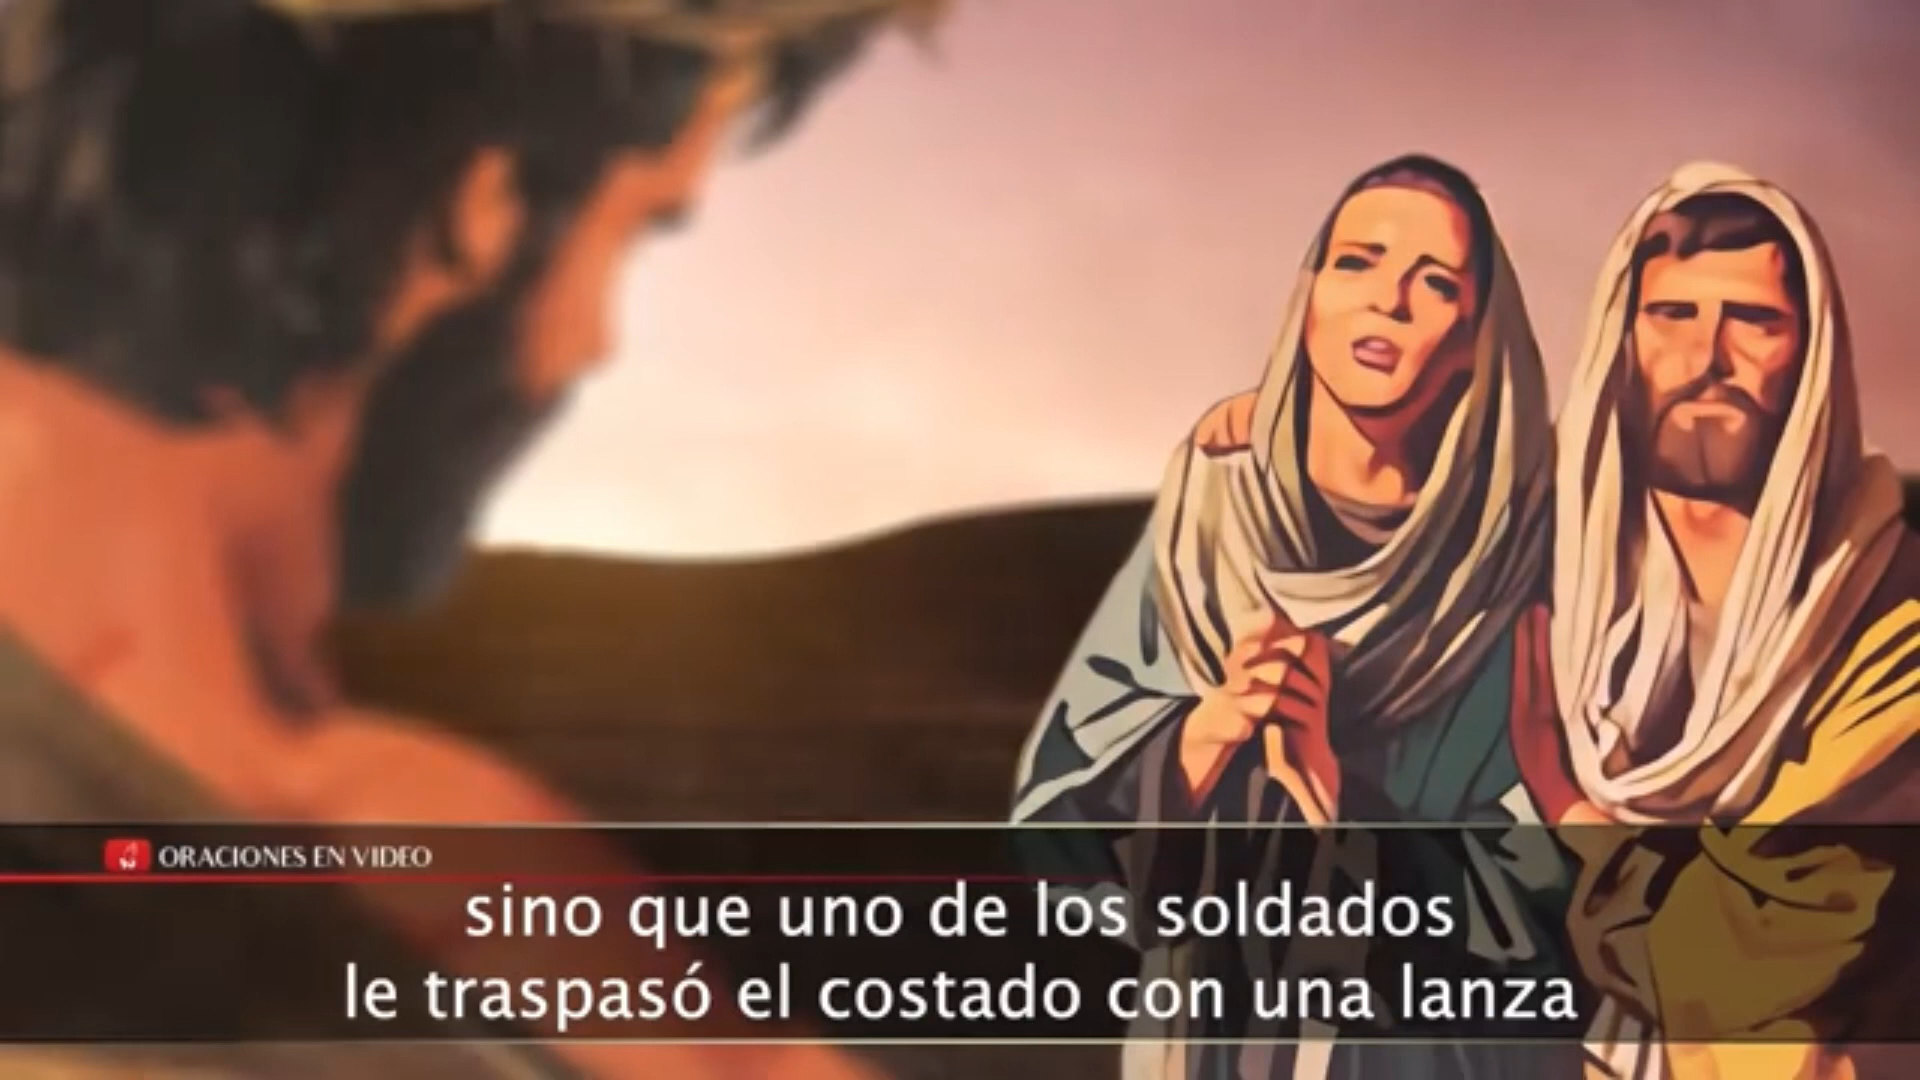 ORACIONES EN VIDEO
sino que uno de los soldados
le traspasó el costado con una lanza